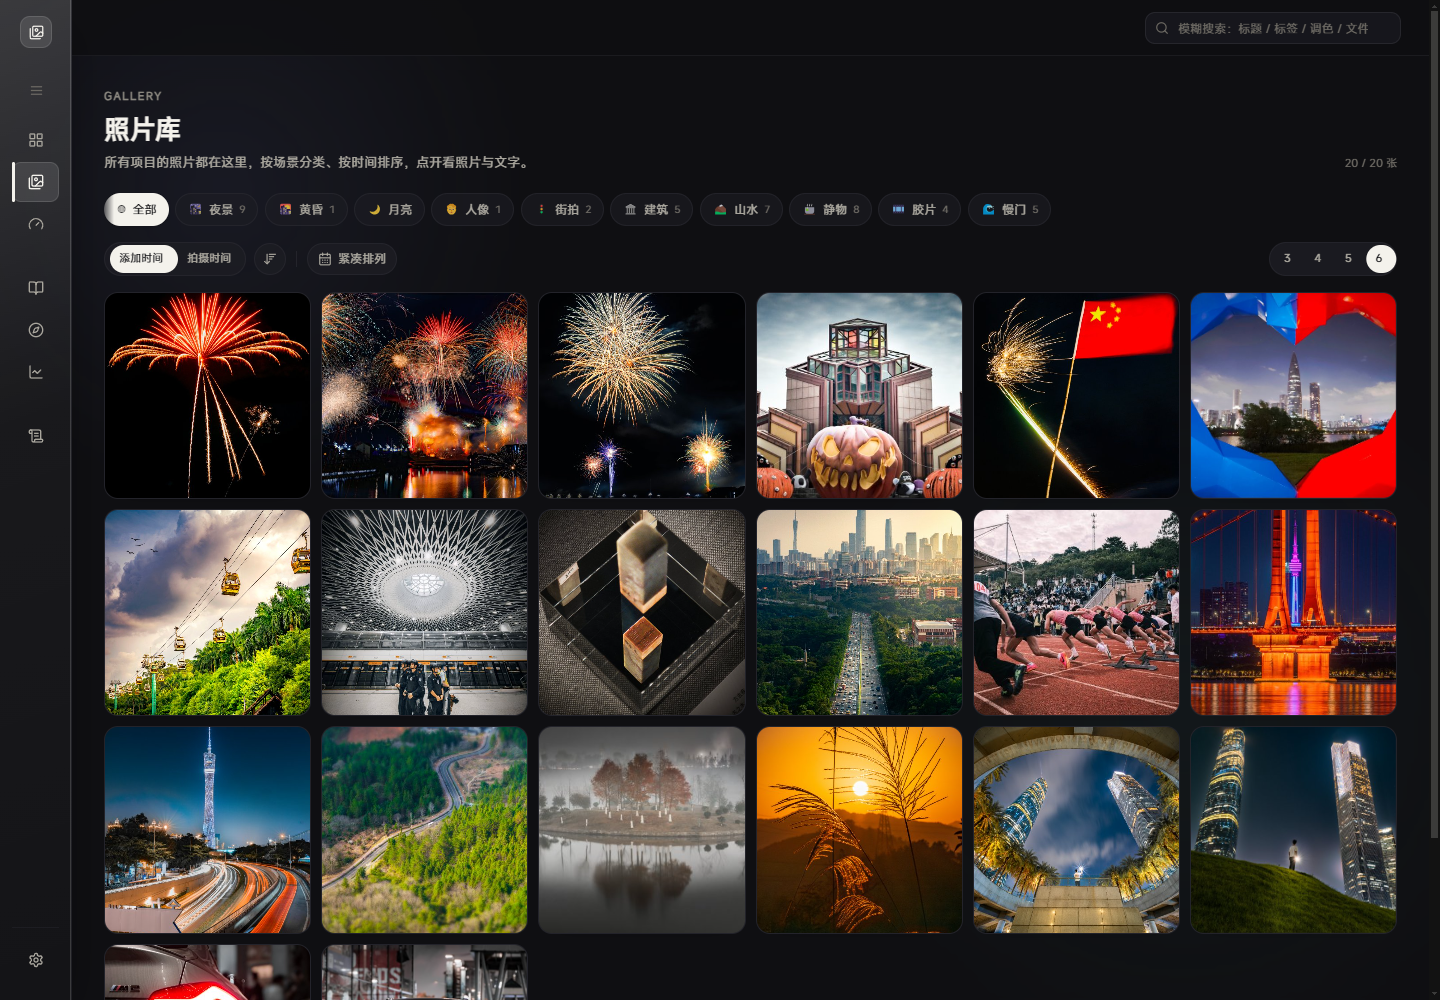 模糊搜索：标题 / 标签 / 调色 / 文件
GALLERY
照片库
所有项目的照片都在这里，按场景分类、按时间排序，点开看照片与文字。
20 / 20 张
全部
夜景 9
黄昏 1
月亮
人像 1
街拍 2
建筑 5
山水 7
静物 8
胶片 4
慢门 5
添加时间
拍摄时间
紧凑排列
3 4 5 6